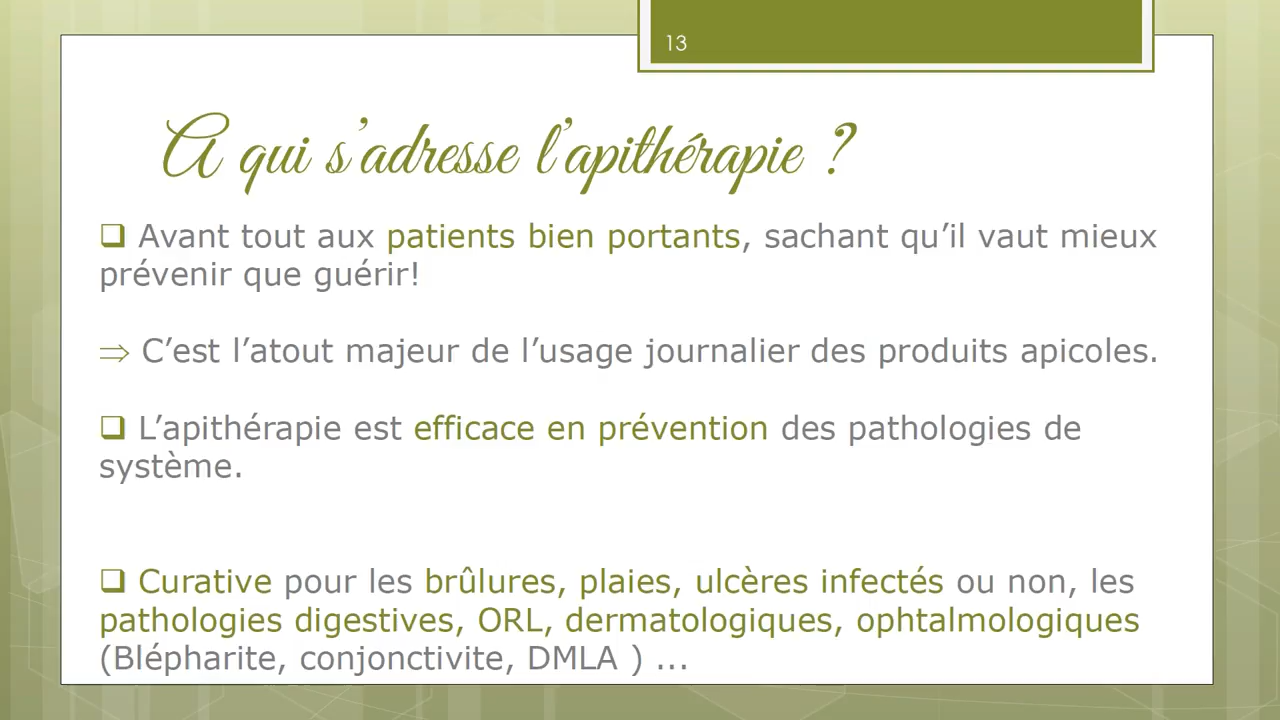 13
A qui s’adresse l’apithérapie ?
❑ Avant tout aux patients bien portants, sachant qu’il vaut mieux
prévenir que guérir!
⇒ C’est l’atout majeur de l’usage journalier des produits apicoles.
❑ L’apithérapie est efficace en prévention des pathologies de
système.
❑ Curative pour les brûlures, plaies, ulcères infectés ou non, les
pathologies digestives, ORL, dermatologiques, ophtalmologiques
(Blépharite, conjonctivite, DMLA ) ...